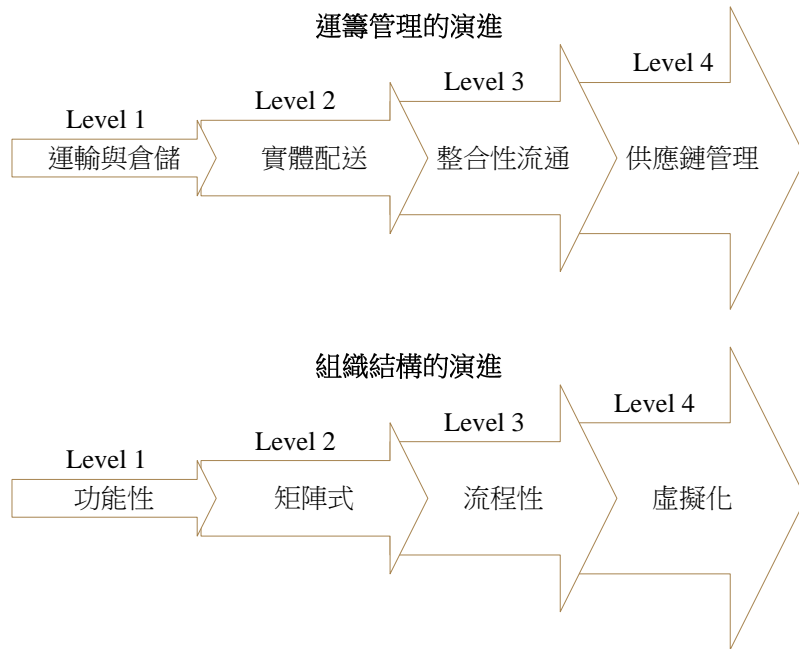 運籌管理的演進
Level 1
Level 2
Level 3
Level 4
運輸與倉儲
實體配送
整合性流通
供應鏈管理
組織結構的演進
Level 1
Level 2
Level 3
Level 4
功能性
矩陣式
流程性
虛擬化